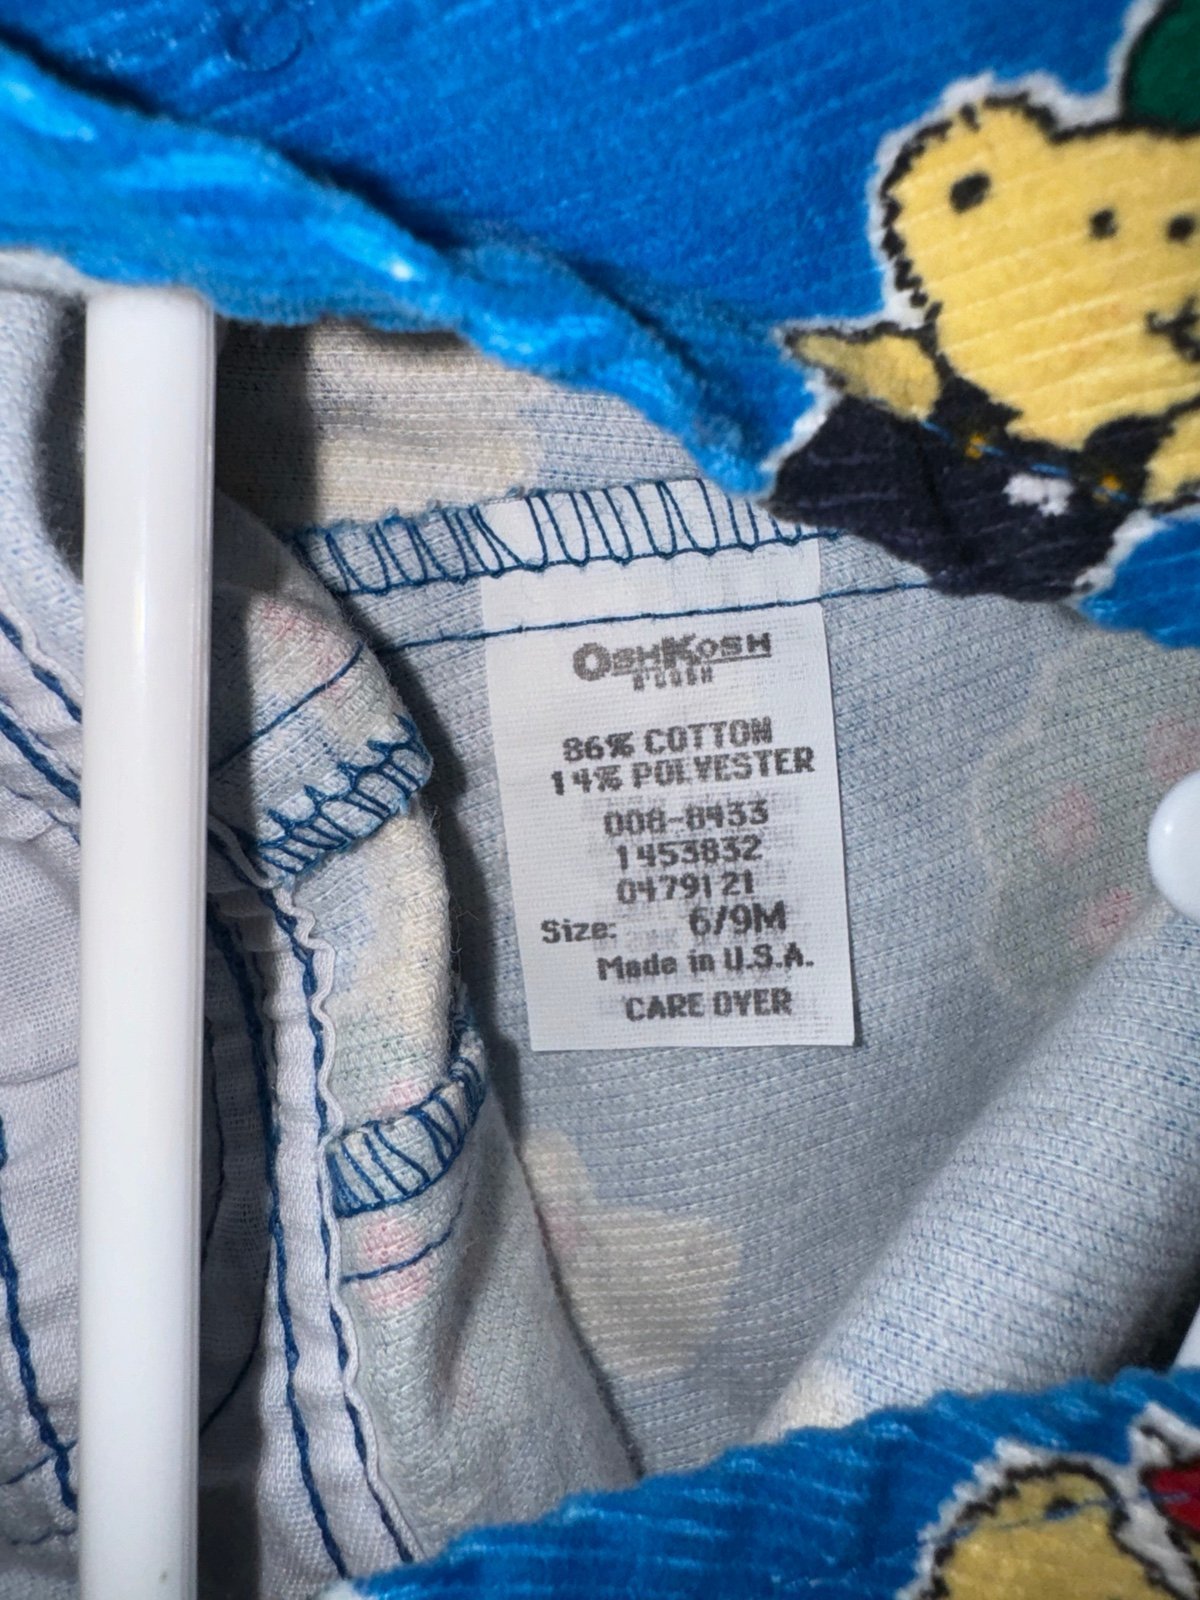 OSHKOSH
B'GOSH
86% COTTON
14% POLYESTER
008-8433
1453832
0479121
Size: 6/9M
Made in U.S.A.
CARE OVER